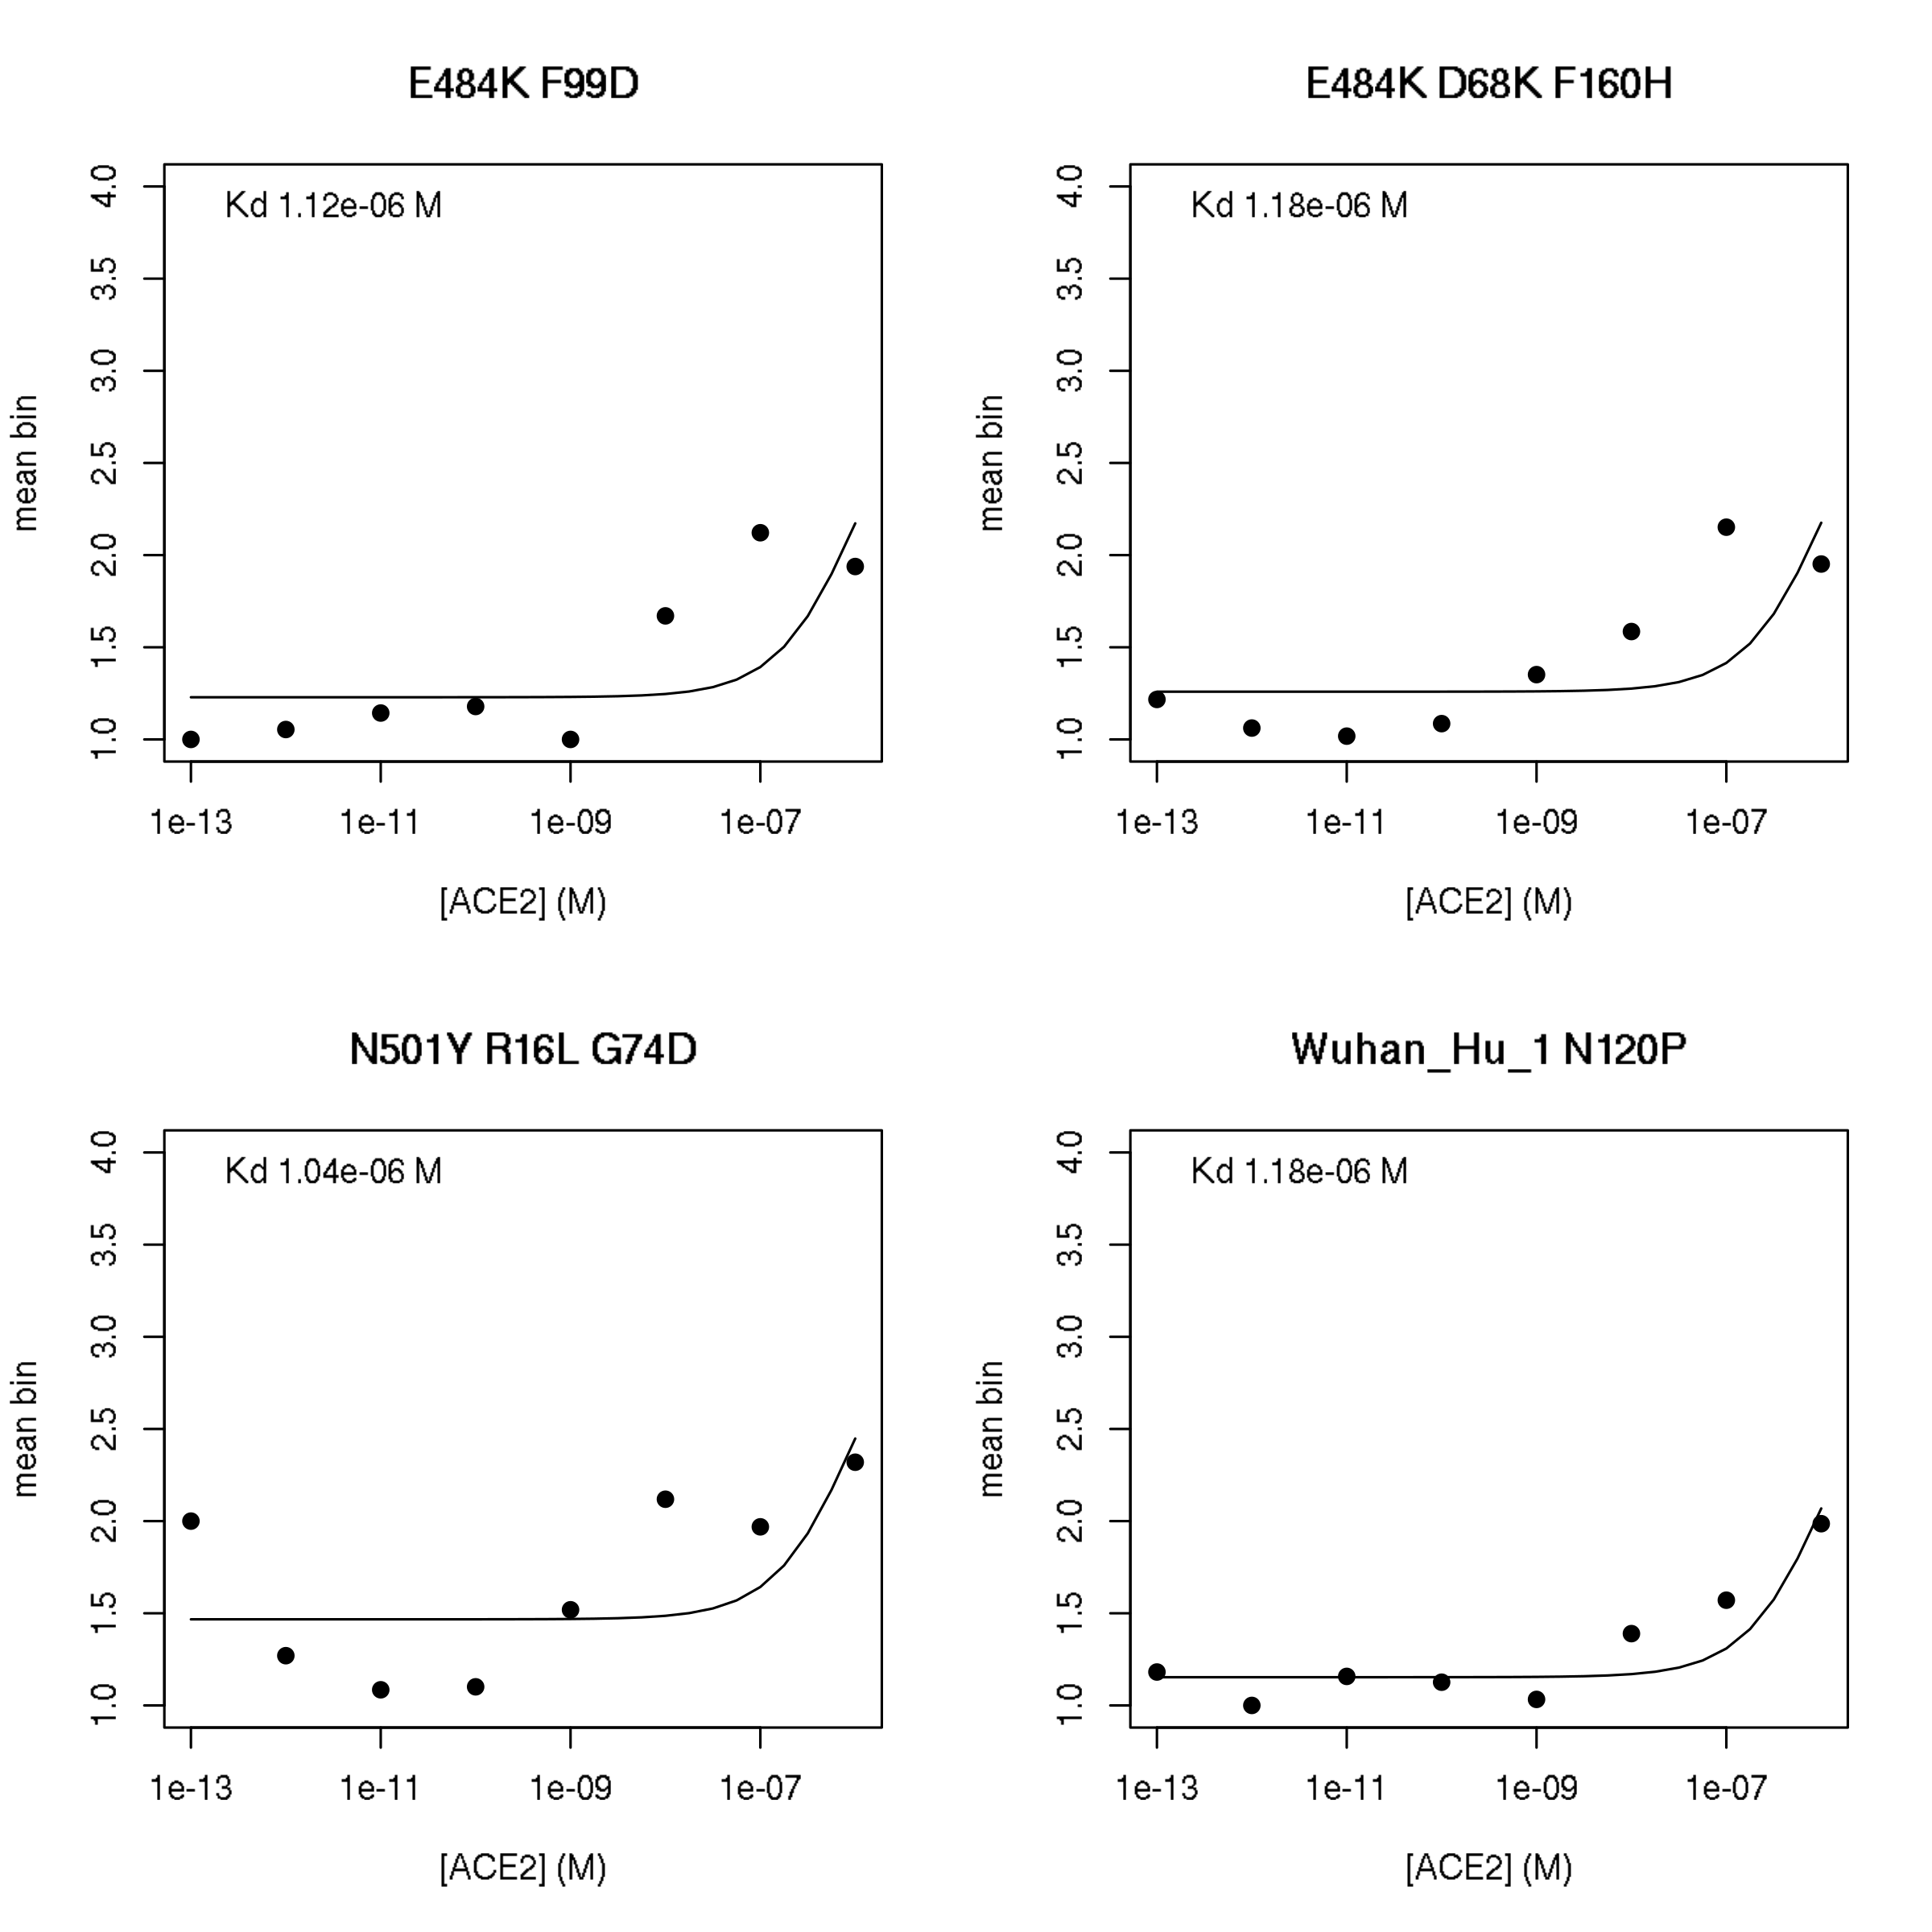 E484K F99D
Kd 1.12e-06 M
mean bin
4.0
3.5
3.0
2.5
2.0
1.5
1.0
1e-13 1e-11 1e-09 1e-07
[ACE2] (M)
E484K D68K F160H
Kd 1.18e-06 M
mean bin
4.0
3.5
3.0
2.5
2.0
1.5
1.0
1e-13 1e-11 1e-09 1e-07
[ACE2] (M)
N501Y R16L G74D
Kd 1.04e-06 M
mean bin
4.0
3.5
3.0
2.5
2.0
1.5
1.0
1e-13 1e-11 1e-09 1e-07
[ACE2] (M)
Wuhan_Hu_1 N120P
Kd 1.18e-06 M
mean bin
4.0
3.5
3.0
2.5
2.0
1.5
1.0
1e-13 1e-11 1e-09 1e-07
[ACE2] (M)